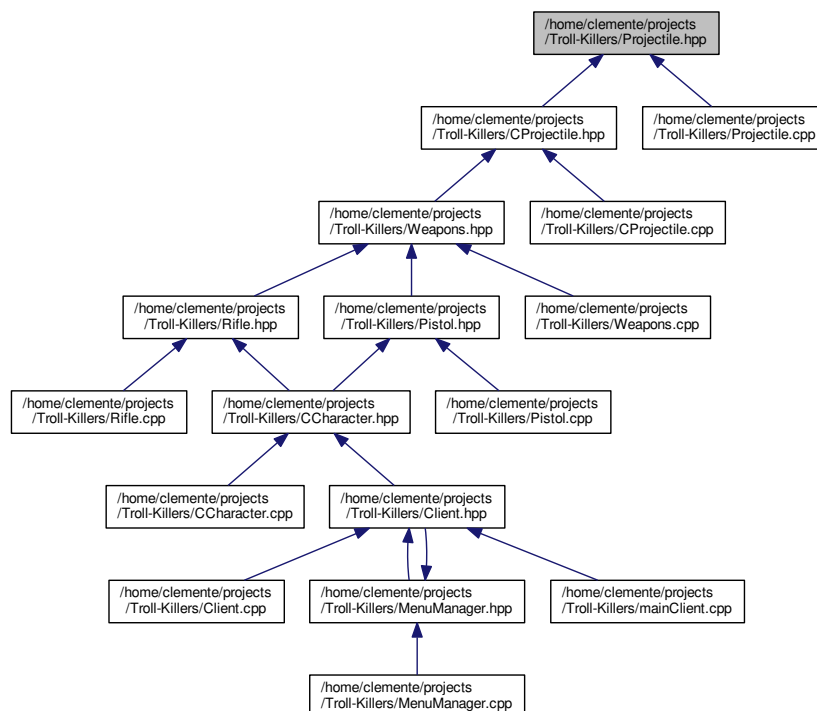 /home/clemente/projects
/Troll-Killers/Projectile.hpp
/home/clemente/projects
/Troll-Killers/CProjectile.hpp
/home/clemente/projects
/Troll-Killers/Projectile.cpp
/home/clemente/projects
/Troll-Killers/Weapons.hpp
/home/clemente/projects
/Troll-Killers/CProjectile.cpp
/home/clemente/projects
/Troll-Killers/Rifle.hpp
/home/clemente/projects
/Troll-Killers/Pistol.hpp
/home/clemente/projects
/Troll-Killers/Weapons.cpp
/home/clemente/projects
/Troll-Killers/Rifle.cpp
/home/clemente/projects
/Troll-Killers/CCharacter.hpp
/home/clemente/projects
/Troll-Killers/Pistol.cpp
/home/clemente/projects
/Troll-Killers/CCharacter.cpp
/home/clemente/projects
/Troll-Killers/Client.hpp
/home/clemente/projects
/Troll-Killers/Client.cpp
/home/clemente/projects
/Troll-Killers/MenuManager.hpp
/home/clemente/projects
/Troll-Killers/mainClient.cpp
/home/clemente/projects
/Troll-Killers/MenuManager.cpp